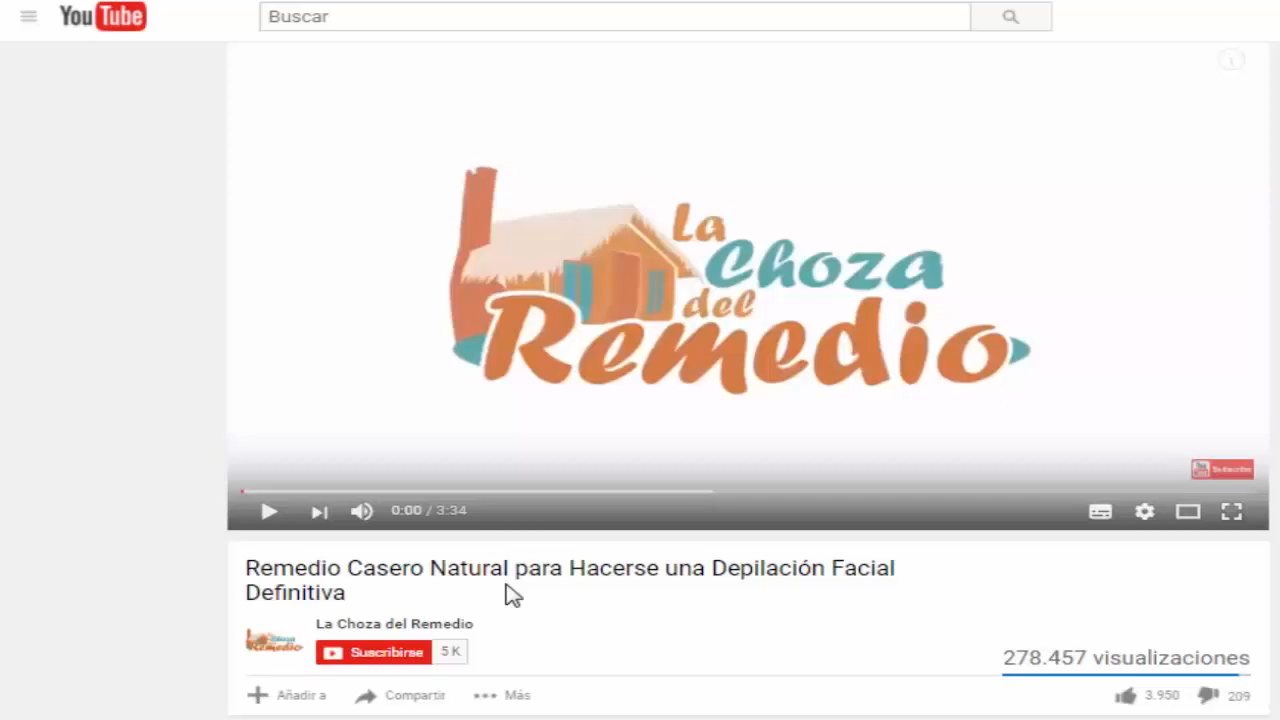 YouTube
Buscar
La
Choza
del
Remedio
Subscribe
0:00 / 3:34
Remedio Casero Natural para Hacerse una Depilación Facial
Definitiva
La Choza del Remedio
Suscribirse 5 K
278.457 visualizaciones
Añadir a Compartir Más 3.950 209